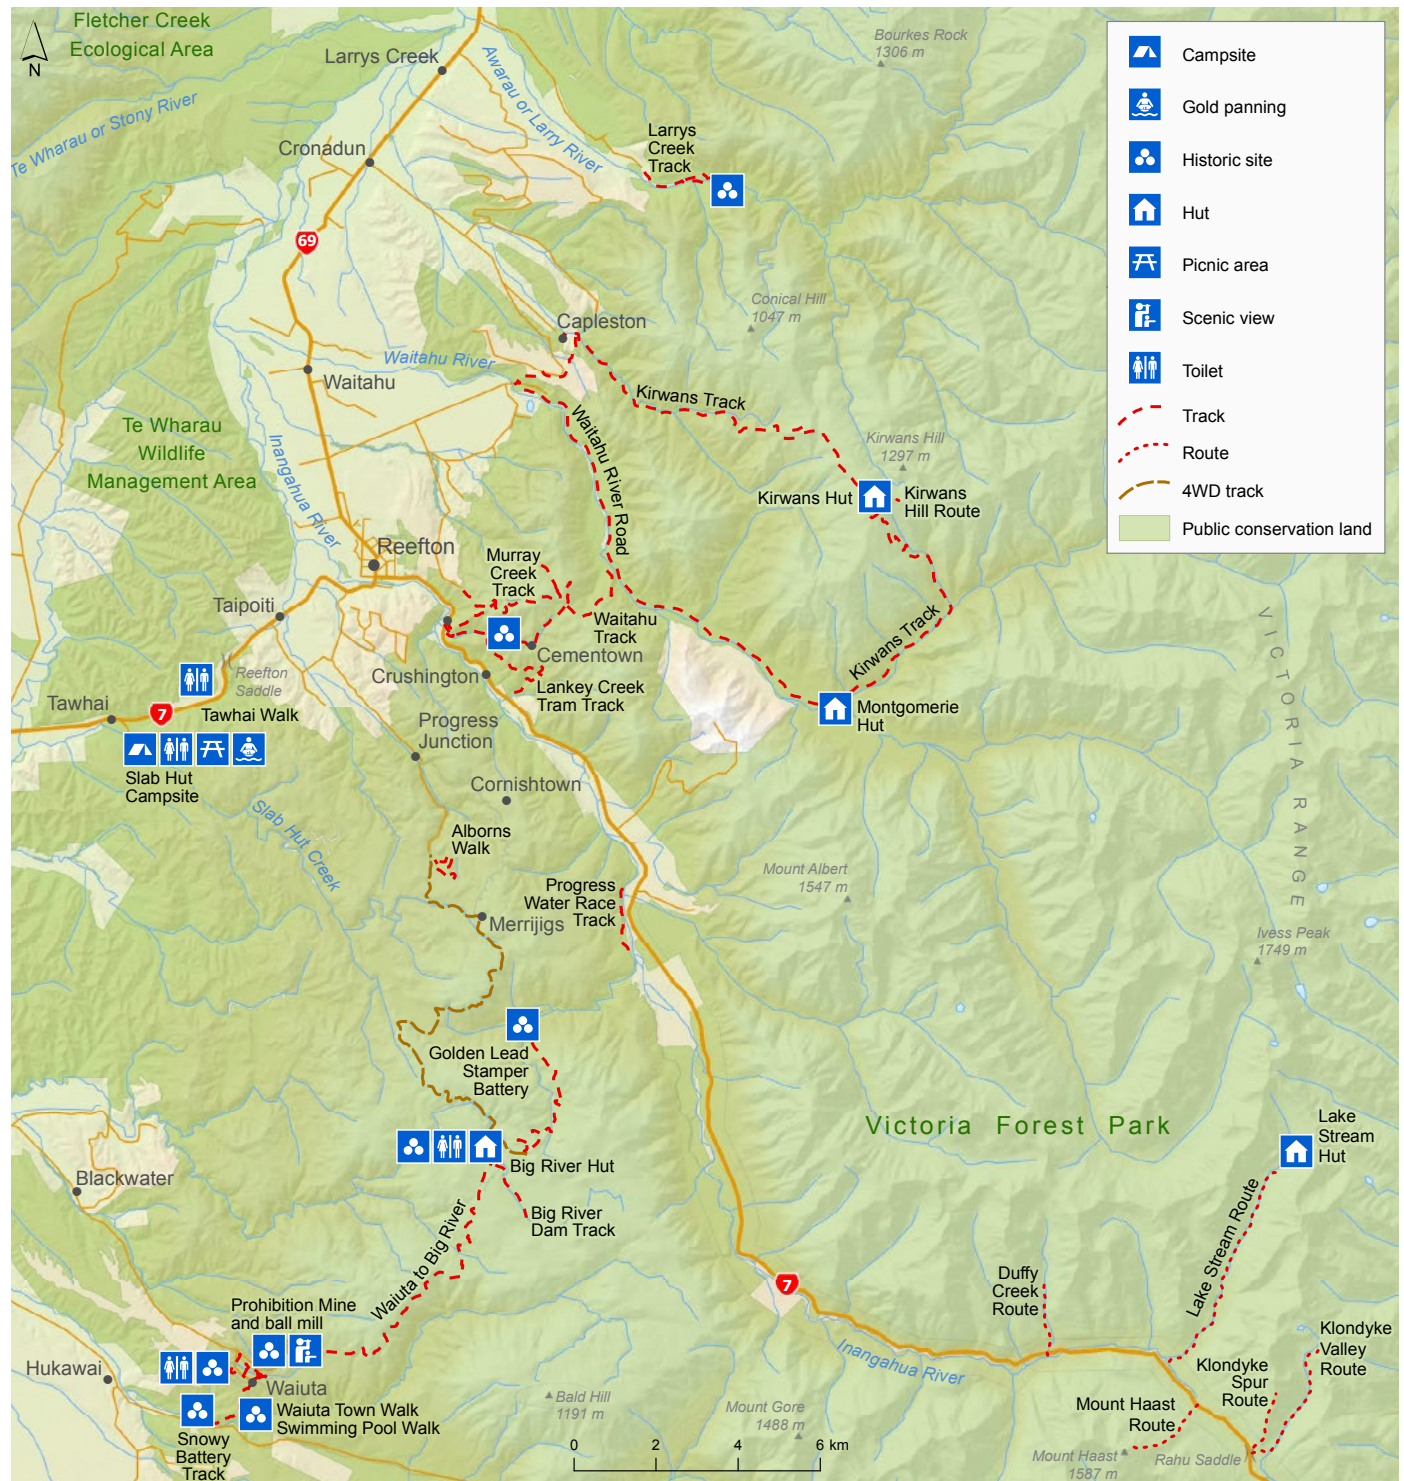 Fletcher Creek
Ecological Area
N
Larrys Creek
Awarau or Larry River
Te Wharau or Stony River
Cronadun
Bourkes Rock
1306 m
Larrys
Creek
Track
69
Conical Hill
1047 m
Capleston
Waitahu River
Waitahu
Kirwans Track
Waitahu River Road
Te Wharau
Wildlife
Management Area
Inangahua River
Kirwans Hill
1297 m
Kirwans Hut
Kirwans
Hill Route
Reefton
Murray
Creek
Track
Taipoiti
Waitahu
Track
Cementown
Kirwans Track
Crushington
Lankey Creek
Tram Track
Reefton
Saddle
Tawhai
7
Tawhai Walk
Montgomerie
Hut
Progress
Junction
Slab Hut
Campsite
Cornishtown
Slab Hut Creek
Alborns
Walk
Mount Albert
1547 m
Progress
Water Race
Track
Merrijigs
VICTORIA RANGE
Ivess Peak
1749 m
Golden Lead
Stamper
Battery
Victoria Forest Park
Lake
Stream
Hut
Big River Hut
Blackwater
Big River
Dam Track
Waiuta to Big River
Lake Stream Route
7
Duffy
Creek
Route
Prohibition Mine
and ball mill
Klondyke
Valley
Route
Inangahua River
Hukawai
Waiuta
Klondyke
Spur
Route
Waiuta Town Walk
Swimming Pool Walk
Bald Hill
1191 m
Mount Gore
1488 m
Mount Haast
Route
Snowy
Battery
Track
Mount Haast
1587 m
Rahu Saddle
0 2 4 6 km
Campsite
Gold panning
Historic site
Hut
Picnic area
Scenic view
Toilet
Track
Route
4WD track
Public conservation land